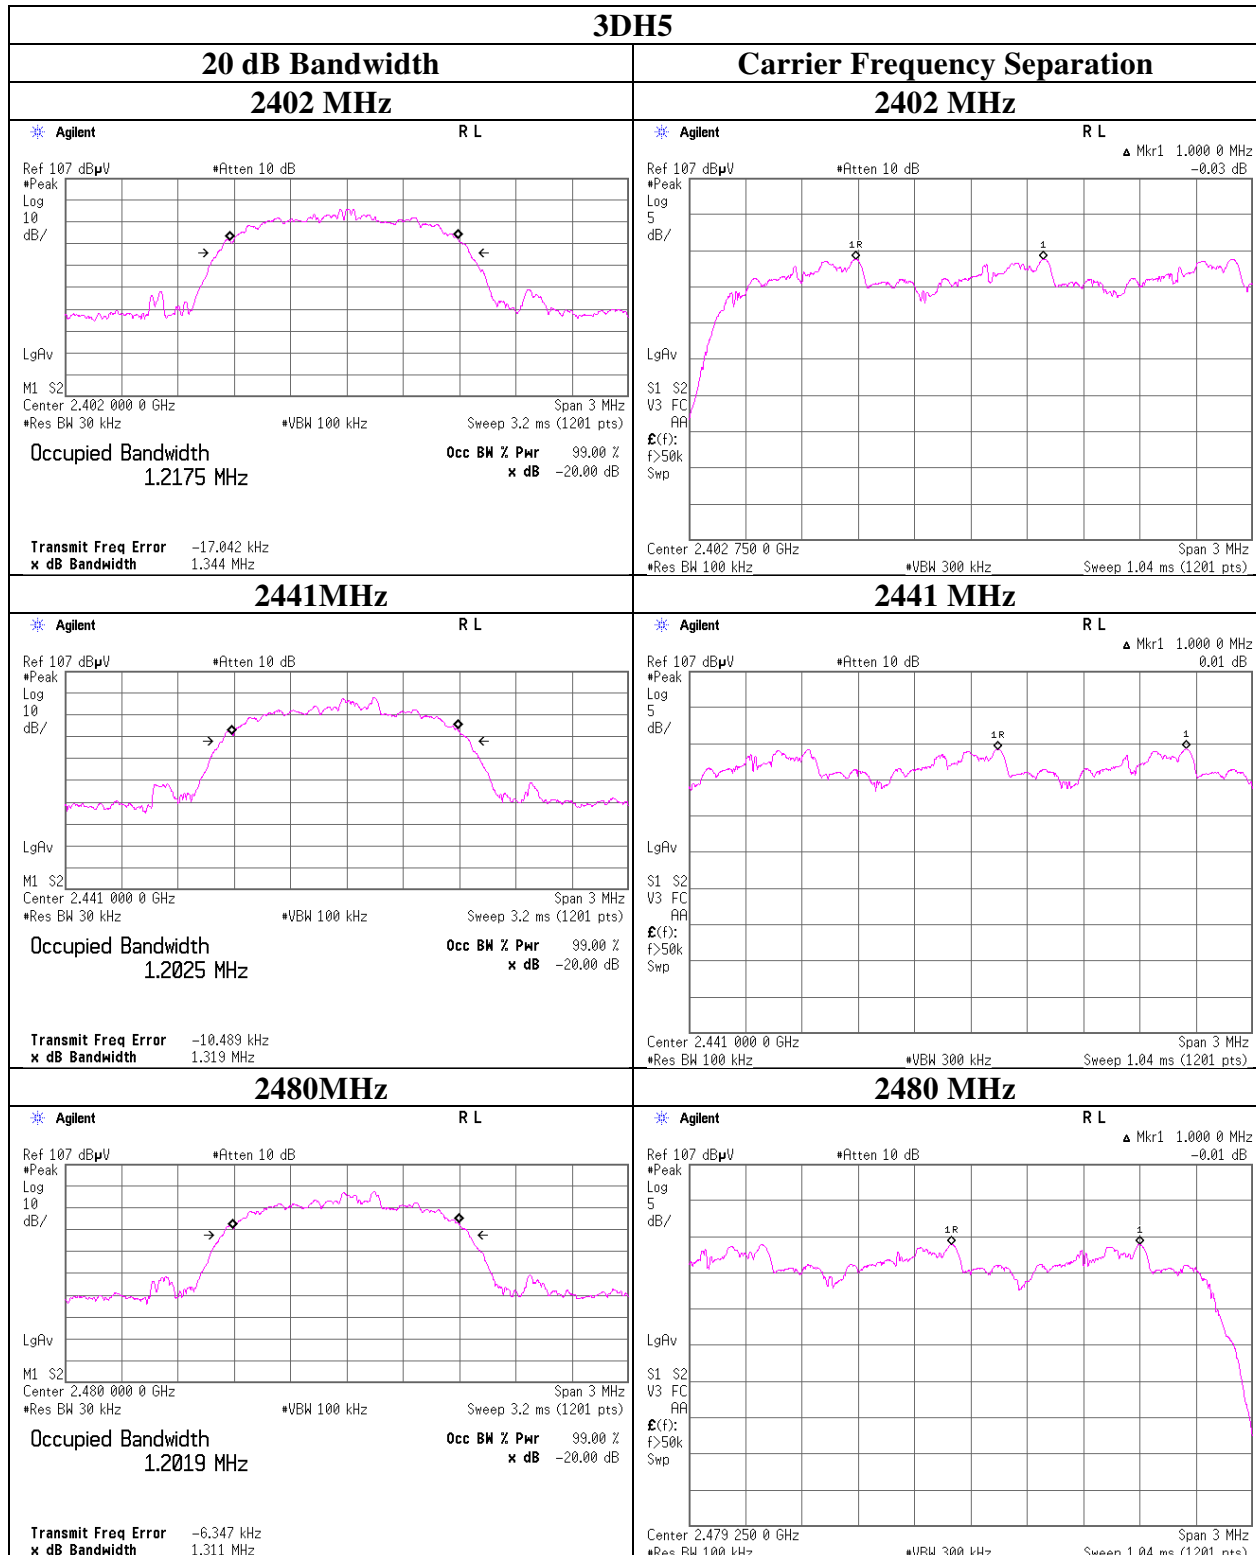 3DH5
20 dB Bandwidth
Carrier Frequency Separation
2402 MHz
2402 MHz
Agilent
R L
Ref 107 dBµV
#Atten 10 dB
#Peak
Log
10
dB/
LgAv
M1 S2
Center 2.402 000 0 GHz
Span 3 MHz
#Res BW 30 kHz
#VBW 100 kHz
Sweep 3.2 ms (1201 pts)
Occupied Bandwidth
1.2175 MHz
Occ BW % Pwr 99.00 %
x dB -20.00 dB
Transmit Freq Error -17.042 kHz
x dB Bandwidth 1.344 MHz
Agilent
R L
Δ Mkr1 1.000 0 MHz
Ref 107 dBµV
#Atten 10 dB
-0.03 dB
#Peak
Log
5
dB/
1R
1
LgAv
S1 S2
V3 FC
AA
£(f):
f>50k
Swp
Center 2.402 750 0 GHz
Span 3 MHz
#Res BW 100 kHz
#VBW 300 kHz
Sweep 1.04 ms (1201 pts)
2441MHz
2441 MHz
Agilent
R L
Ref 107 dBµV
#Atten 10 dB
#Peak
Log
10
dB/
LgAv
M1 S2
Center 2.441 000 0 GHz
Span 3 MHz
#Res BW 30 kHz
#VBW 100 kHz
Sweep 3.2 ms (1201 pts)
Occupied Bandwidth
1.2025 MHz
Occ BW % Pwr 99.00 %
x dB -20.00 dB
Transmit Freq Error -10.489 kHz
x dB Bandwidth 1.319 MHz
Agilent
R L
Δ Mkr1 1.000 0 MHz
Ref 107 dBµV
#Atten 10 dB
0.01 dB
#Peak
Log
5
dB/
1R
1
LgAv
S1 S2
V3 FC
AA
£(f):
f>50k
Swp
Center 2.441 000 0 GHz
Span 3 MHz
#Res BW 100 kHz
#VBW 300 kHz
Sweep 1.04 ms (1201 pts)
2480MHz
2480 MHz
Agilent
R L
Ref 107 dBµV
#Atten 10 dB
#Peak
Log
10
dB/
LgAv
M1 S2
Center 2.480 000 0 GHz
Span 3 MHz
#Res BW 30 kHz
#VBW 100 kHz
Sweep 3.2 ms (1201 pts)
Occupied Bandwidth
1.2019 MHz
Occ BW % Pwr 99.00 %
x dB -20.00 dB
Transmit Freq Error -6.347 kHz
x dB Bandwidth 1.311 MHz
Agilent
R L
Δ Mkr1 1.000 0 MHz
Ref 107 dBµV
#Atten 10 dB
-0.01 dB
#Peak
Log
5
dB/
1R
1
LgAv
S1 S2
V3 FC
AA
£(f):
f>50k
Swp
Center 2.479 250 0 GHz
Span 3 MHz
#Res BW 100 kHz
#VBW 300 kHz
Sweep 1.04 ms (1201 pts)